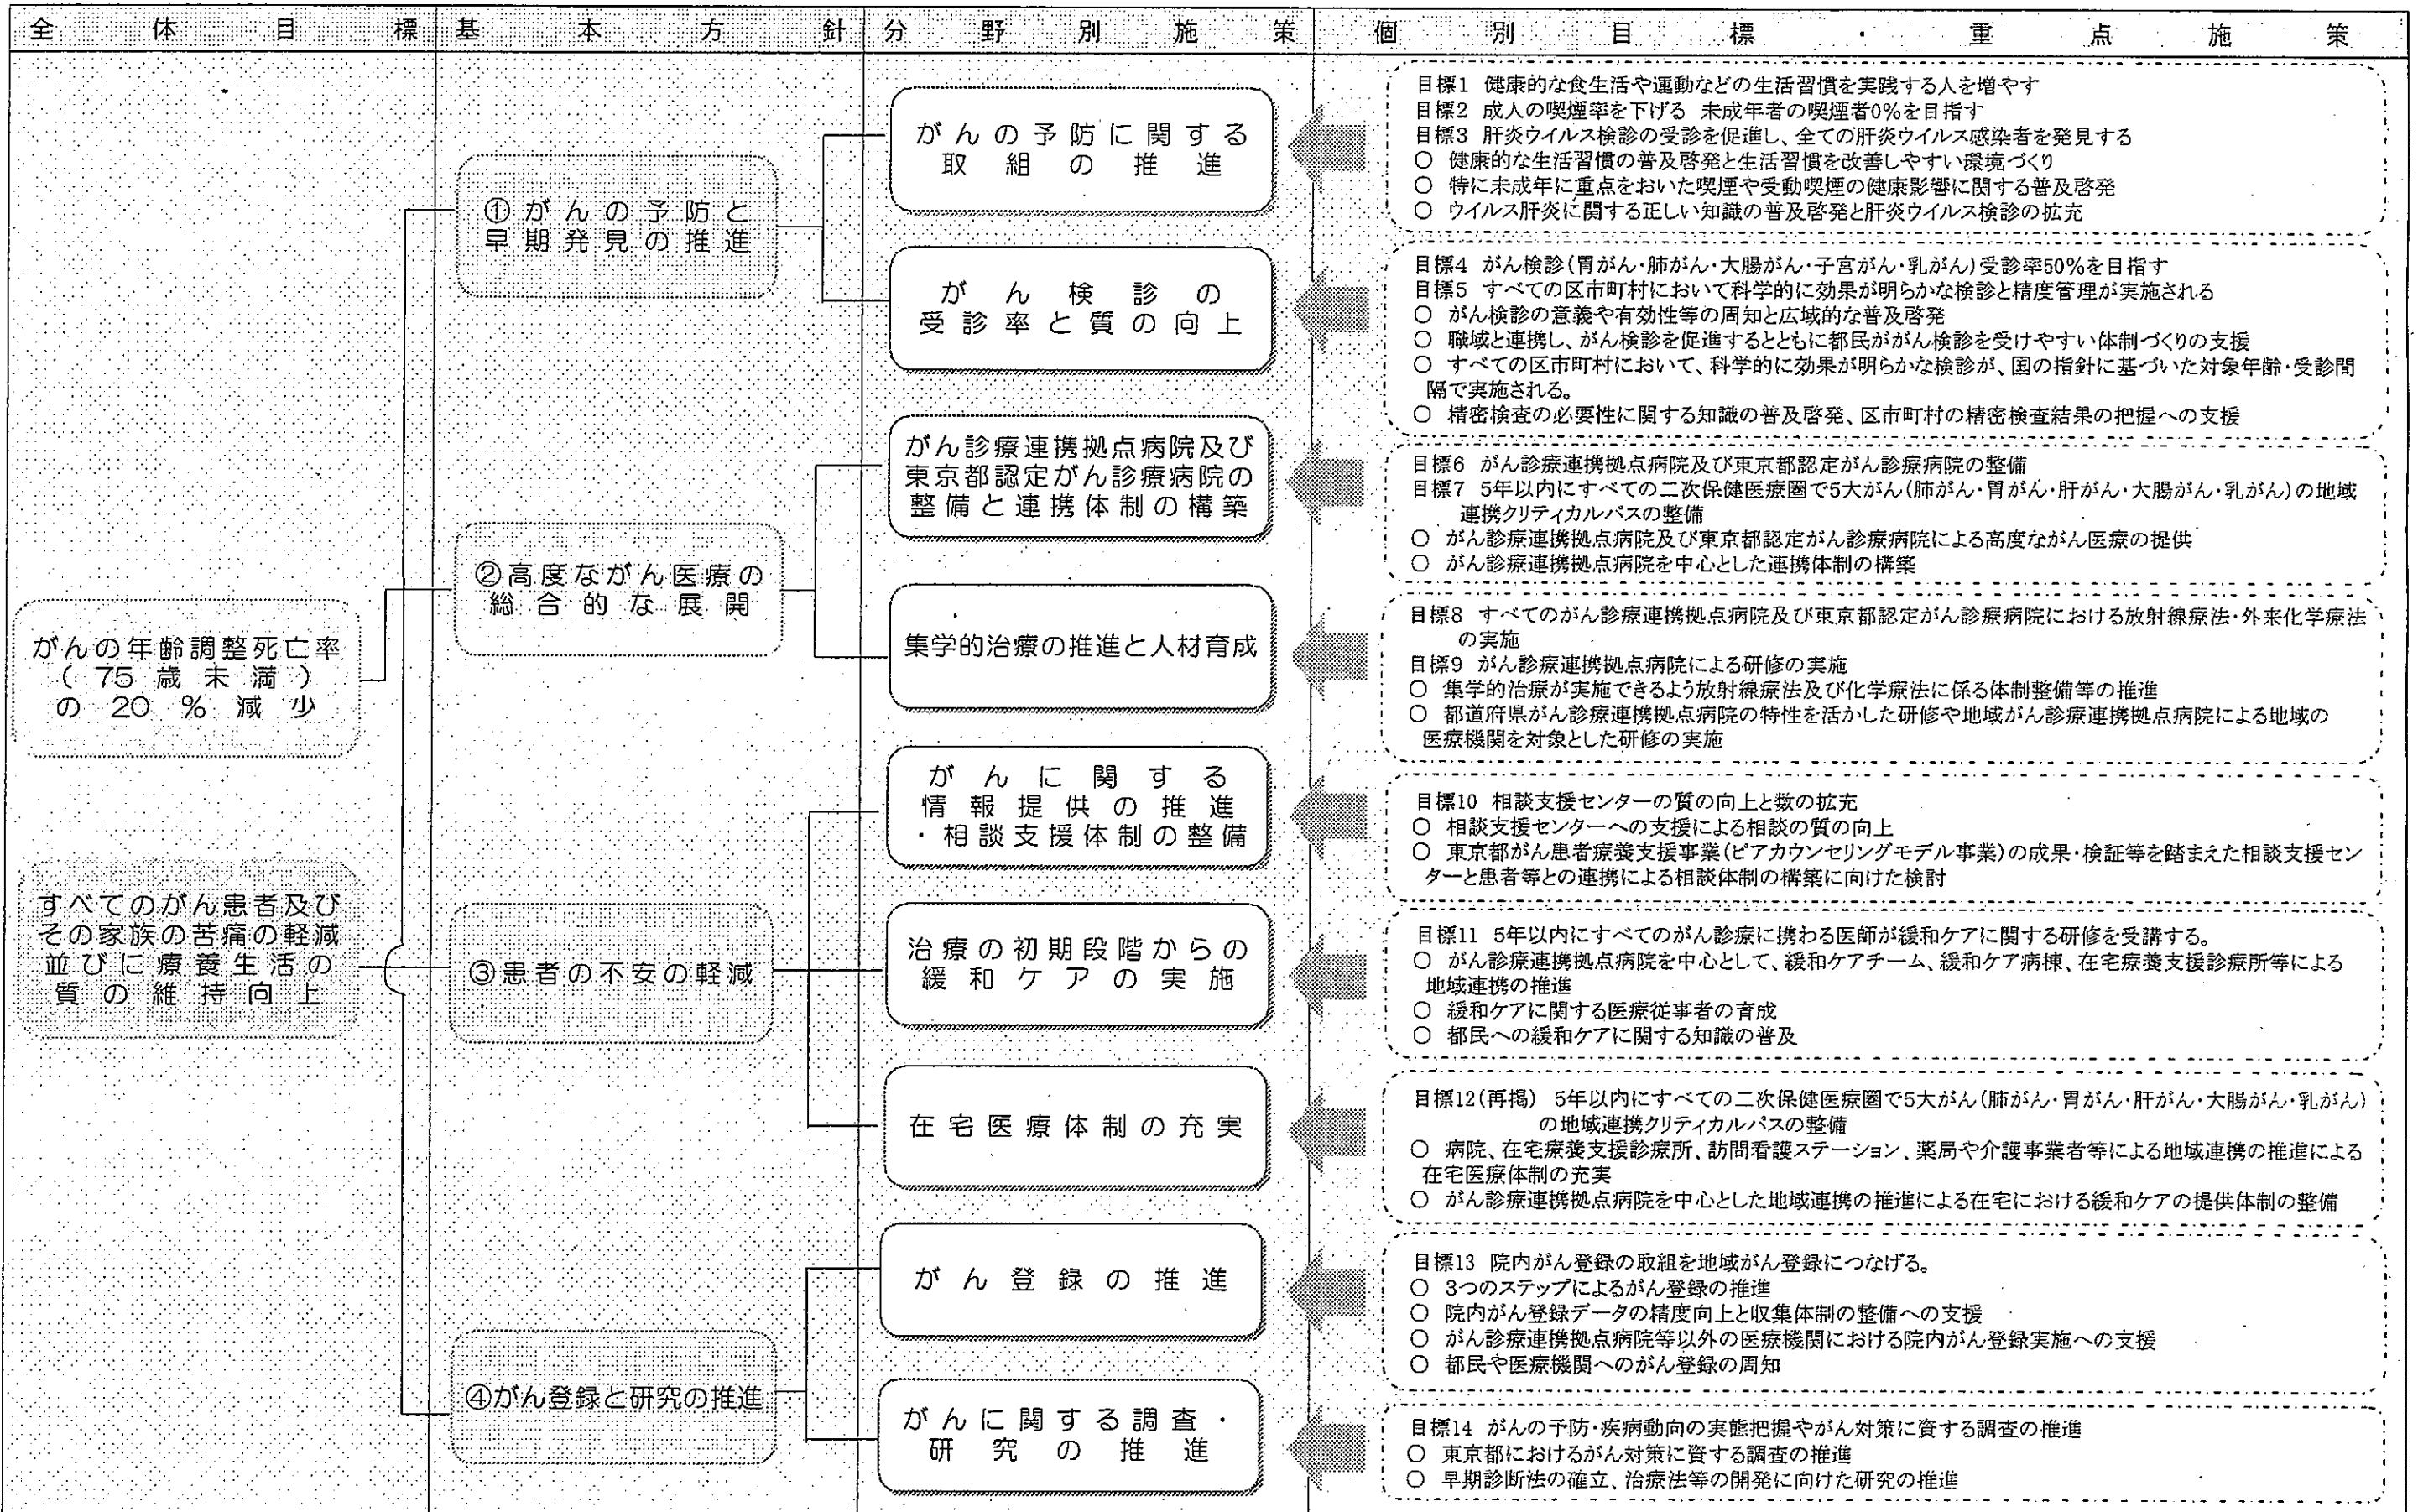 全体目標
基本方針
分野別施策
個別目標・重点施策
がんの年齢調整死亡率
(75歳未満)
の20%減少
すべてのがん患者及び
その家族の苦痛の軽減
並びに療養生活の
質の維持向上
①がんの予防と
早期発見の推進
②高度ながん医療の
総合的な展開
③患者の不安の軽減
④がん登録と研究の推進
がんの予防に関する
取組の推進
がん検診の
受診率と質の向上
がん診療連携拠点病院及び
東京都認定がん診療病院の
整備と連携体制の構築
集学的治療の推進と人材育成
がんに関する
情報提供の推進
・相談支援体制の整備
治療の初期段階からの
緩和ケアの実施
在宅医療体制の充実
がん登録の推進
がんに関する調査・
研究の推進
目標1 健康的な食生活や運動などの生活習慣を実践する人を増やす
目標2 成人の喫煙率を下げる 未成年者の喫煙者0%を目指す
目標3 肝炎ウイルス検診の受診を促進し、全ての肝炎ウイルス感染者を発見する
○ 健康的な生活習慣の普及啓発と生活習慣を改善しやすい環境づくり
○ 特に未成年に重点をおいた喫煙や受動喫煙の健康影響に関する普及啓発
○ ウイルス肝炎に関する正しい知識の普及啓発と肝炎ウイルス検診の拡充
目標4 がん検診(胃がん・肺がん・大腸がん・子宮がん・乳がん)受診率50%を目指す
目標5 すべての区市町村において科学的に効果が明らかな検診と精度管理が実施される
○ がん検診の意義や有効性等の周知と広域的な普及啓発
○ 職域と連携し、がん検診を促進するとともに都民ががん検診を受けやすい体制づくりの支援
○ すべての区市町村において、科学的に効果が明らかな検診が、国の指針に基づいた対象年齢・受診間
隔で実施される。
○ 精密検査の必要性に関する知識の普及啓発、区市町村の精密検査結果の把握への支援
目標6 がん診療連携拠点病院及び東京都認定がん診療病院の整備
目標7 5年以内にすべての二次保健医療圏で5大がん(肺がん・胃がん・肝がん・大腸がん・乳がん)の地域
連携クリティカルパスの整備
○ がん診療連携拠点病院及び東京都認定がん診療病院による高度ながん医療の提供
○ がん診療連携拠点病院を中心とした連携体制の構築
目標8 すべてのがん診療連携拠点病院及び東京都認定がん診療病院における放射線療法・外来化学療法
の実施
目標9 がん診療連携拠点病院による研修の実施
○ 集学的治療が実施できるよう放射線療法及び化学療法に係る体制整備等の推進
○ 都道府県がん診療連携拠点病院の特性を活かした研修や地域がん診療連携拠点病院による地域の
医療機関を対象とした研修の実施
目標10 相談支援センターの質の向上と数の拡充
○ 相談支援センターへの支援による相談の質の向上
○ 東京都がん患者療養支援事業(ピアカウンセリングモデル事業)の成果・検証等を踏まえた相談支援セン
ターと患者等との連携による相談体制の構築に向けた検討
目標11 5年以内にすべてのがん診療に携わる医師が緩和ケアに関する研修を受講する。
○ がん診療連携拠点病院を中心として、緩和ケアチーム、緩和ケア病棟、在宅療養支援診療所等による
地域連携の推進
○ 緩和ケアに関する医療従事者の育成
○ 都民への緩和ケアに関する知識の普及
目標12(再掲) 5年以内にすべての二次保健医療圏で5大がん(肺がん・胃がん・肝がん・大腸がん・乳がん)
の地域連携クリティカルパスの整備
○ 病院、在宅療養支援診療所、訪問看護ステーション、薬局や介護事業者等による地域連携の推進による
在宅医療体制の充実
○ がん診療連携拠点病院を中心とした地域連携の推進による在宅における緩和ケアの提供体制の整備
目標13 院内がん登録の取組を地域がん登録につなげる。
○ 3つのステップによるがん登録の推進
○ 院内がん登録データの精度向上と収集体制の整備への支援
○ がん診療連携拠点病院等以外の医療機関における院内がん登録実施への支援
○ 都民や医療機関へのがん登録の周知
目標14 がんの予防・疾病動向の実態把握やがん対策に資する調査の推進
○ 東京都におけるがん対策に資する調査の推進
○ 早期診断法の確立、治療法等の開発に向けた研究の推進